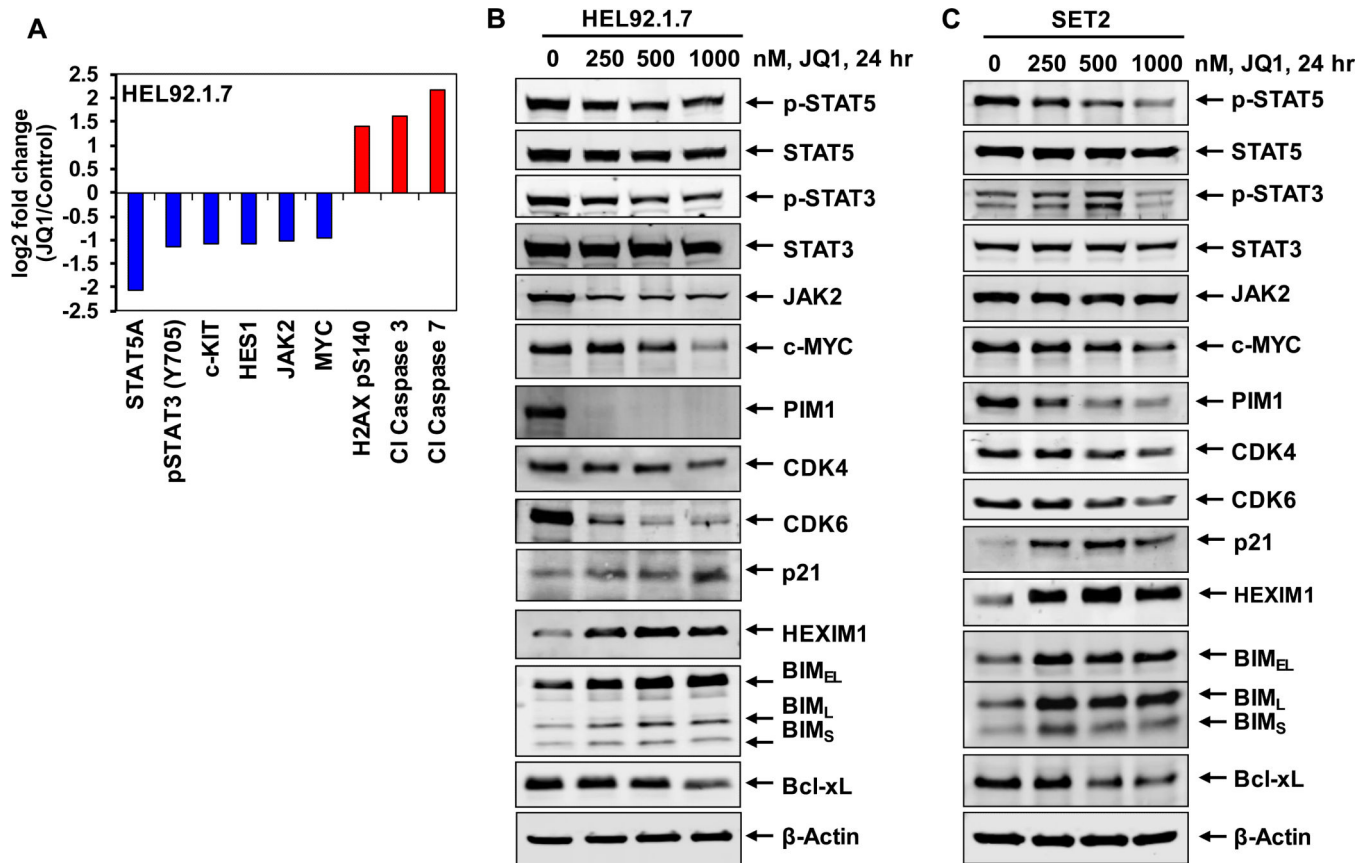 A
HEL92.1.7
log2 fold change
(JQ1/Control)
2.5
2
1.5
1
0.5
0
-0.5
-1
-1.5
-2
-2.5
STAT5A
pSTAT3 (Y705)
c-KIT
HES1
JAK2
MYC
H2AX pS140
Cl Caspase 3
Cl Caspase 7
B
HEL92.1.7
0 250 500 1000 nM, JQ1, 24 hr
p-STAT5
STAT5
p-STAT3
STAT3
JAK2
c-MYC
PIM1
CDK4
CDK6
p21
HEXIM1
BIMEL
BIML
BIMS
Bcl-xL
β-Actin
C
SET2
0 250 500 1000 nM, JQ1, 24 hr
p-STAT5
STAT5
p-STAT3
STAT3
JAK2
c-MYC
PIM1
CDK4
CDK6
p21
HEXIM1
BIMEL
BIML
BIMS
Bcl-xL
β-Actin